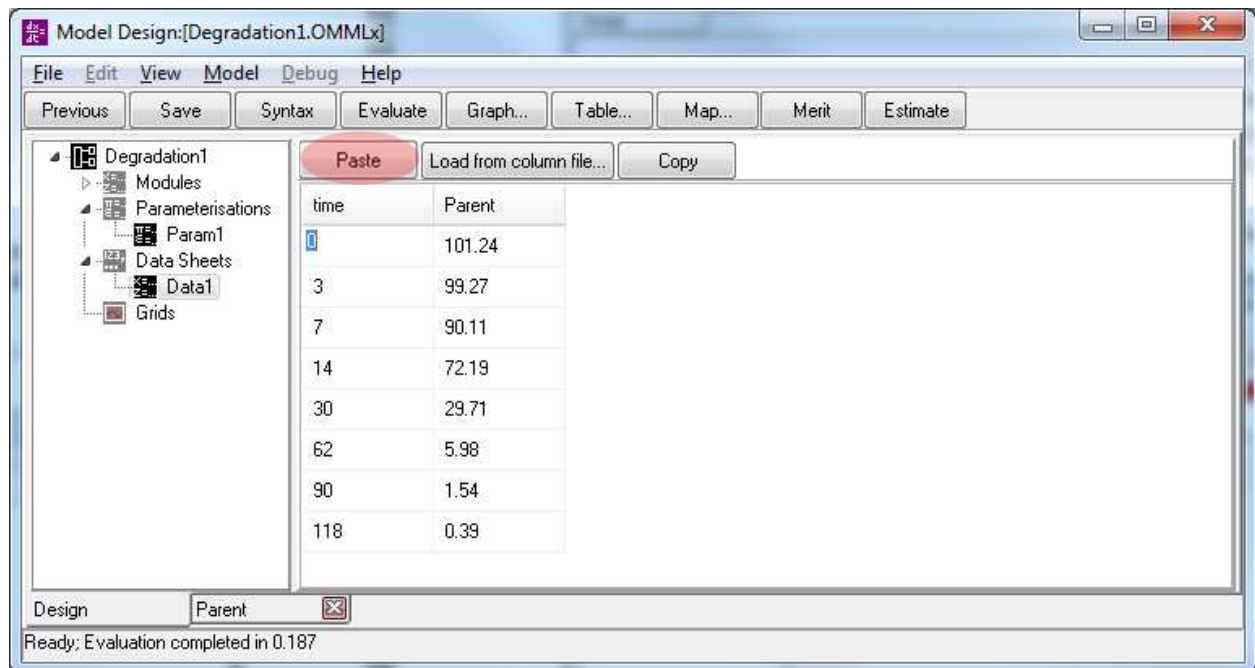 Model Design:[Degradation1.OMMLx]
File Edit View Model Debug Help
Previous Save Syntax Evaluate Graph... Table... Map... Merit Estimate
Degradation1
Modules
Parameterisations
Param1
Data Sheets
Data1
Grids
Paste Load from column file... Copy
time Parent
0 101.24
3 99.27
7 90.11
14 72.19
30 29.71
62 5.98
90 1.54
118 0.39
Design Parent
Ready; Evaluation completed in 0.187